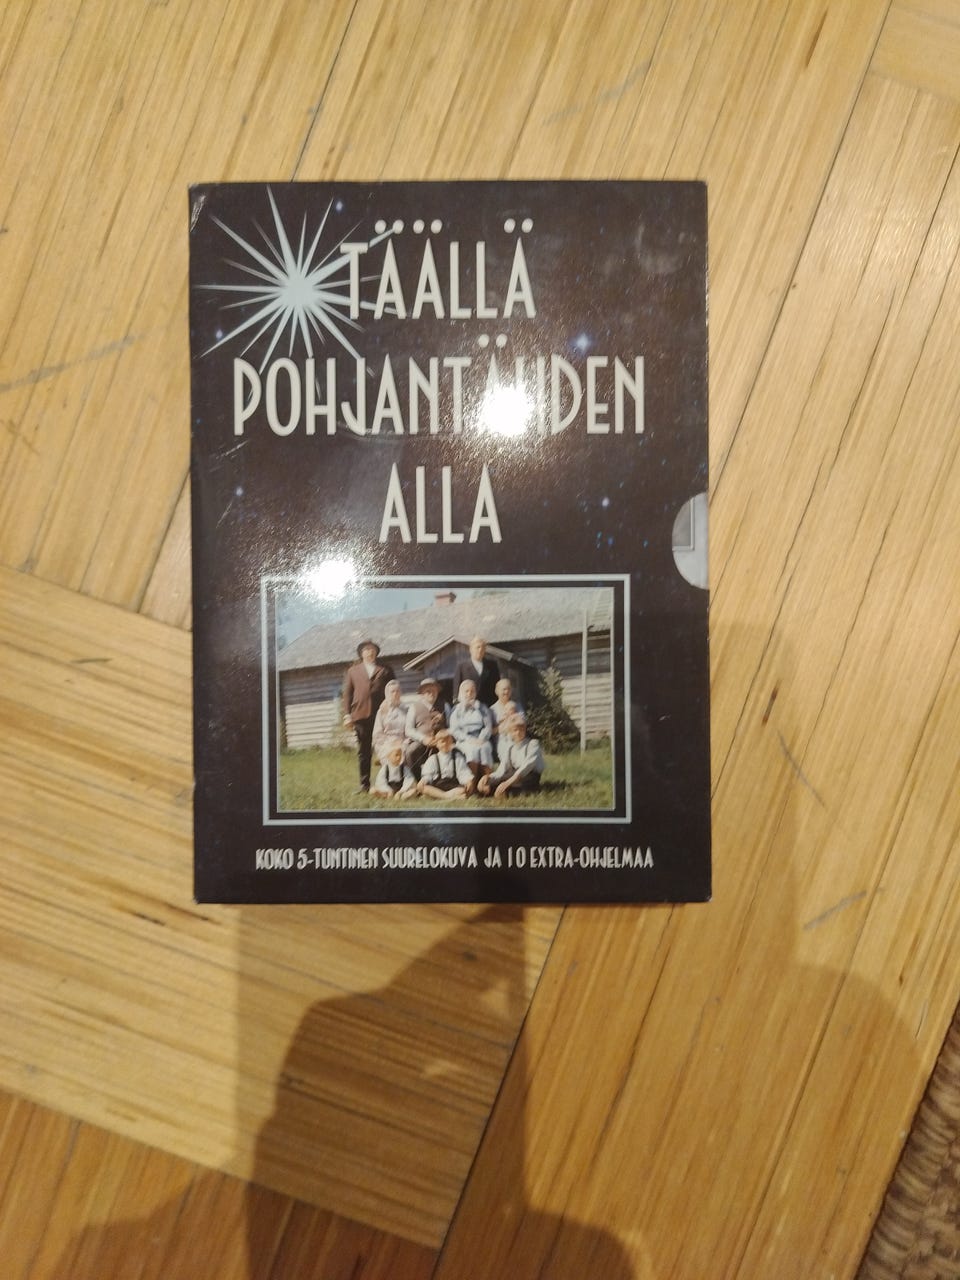 TÄÄLLÄ
POHJANTÄHDEN
ALLA
KOKO 5-TUNTINEN SUURELOKUVA JA 10 EXTRA-OHJELMAA